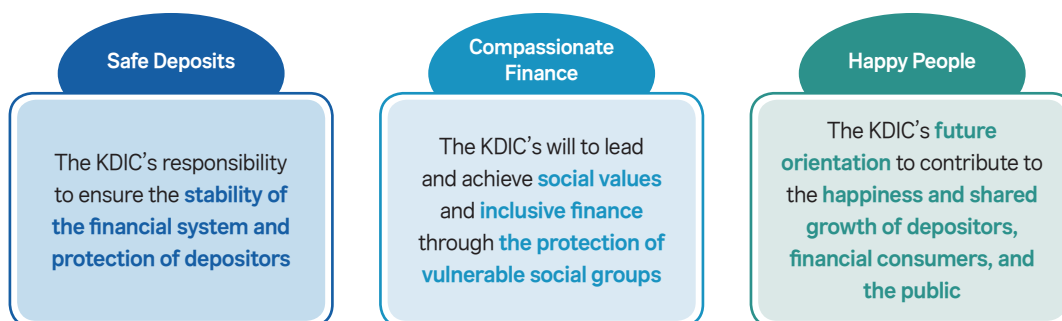 Safe Deposits
The KDIC's responsibility
to ensure the stability of
the financial system and
protection of depositors
Compassionate
Finance
The KDIC's will to lead
and achieve social values
and inclusive finance
through the protection of
vulnerable social groups
Happy People
The KDIC's future
orientation to contribute to
the happiness and shared
growth of depositors,
financial consumers, and
the public